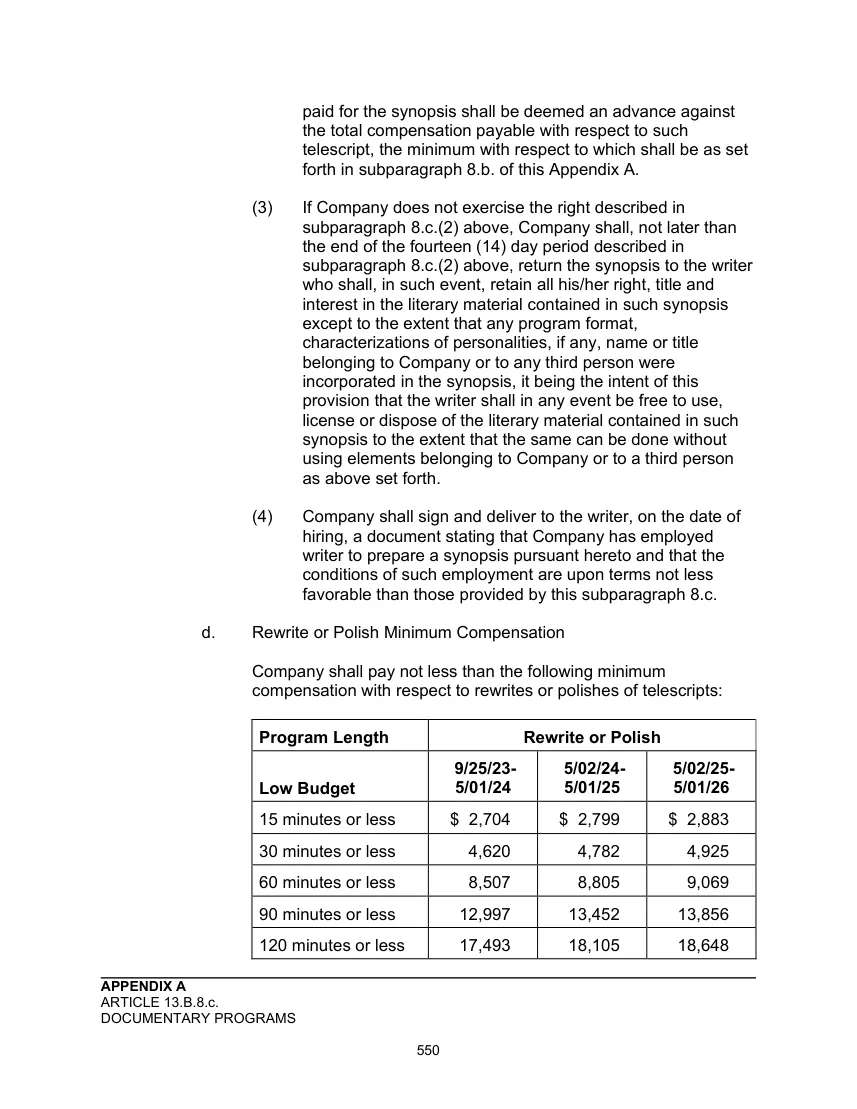 paid for the synopsis shall be deemed an advance against
the total compensation payable with respect to such
telescript, the minimum with respect to which shall be as set
forth in subparagraph 8.b. of this Appendix A.
(3) If Company does not exercise the right described in
subparagraph 8.c.(2) above, Company shall, not later than
the end of the fourteen (14) day period described in
subparagraph 8.c.(2) above, return the synopsis to the writer
who shall, in such event, retain all his/her right, title and
interest in the literary material contained in such synopsis
except to the extent that any program format,
characterizations of personalities, if any, name or title
belonging to Company or to any third person were
incorporated in the synopsis, it being the intent of this
provision that the writer shall in any event be free to use,
license or dispose of the literary material contained in such
synopsis to the extent that the same can be done without
using elements belonging to Company or to a third person
as above set forth.
(4) Company shall sign and deliver to the writer, on the date of
hiring, a document stating that Company has employed
writer to prepare a synopsis pursuant hereto and that the
conditions of such employment are upon terms not less
favorable than those provided by this subparagraph 8.c.
d. Rewrite or Polish Minimum Compensation
Company shall pay not less than the following minimum
compensation with respect to rewrites or polishes of telescripts:
Program Length Rewrite or Polish
9/25/23- 5/02/24- 5/02/25-
Low Budget 5/01/24 5/01/25 5/01/26
15 minutes or less $ 2,704 $ 2,799 $ 2,883
30 minutes or less 4,620 4,782 4,925
60 minutes or less 8,507 8,805 9,069
90 minutes or less 12,997 13,452 13,856
120 minutes or less 17,493 18,105 18,648
APPENDIX A
ARTICLE 13.B.8.c.
DOCUMENTARY PROGRAMS
550